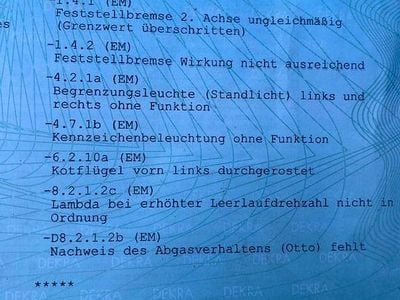 -1.4.1 (EM)
Feststellbremse 2. Achse ungleichmäßig
(Grenzwert überschritten)
-1.4.2 (EM)
Feststellbremse Wirkung nicht ausreichend
-4.2.1a (EM)
Begrenzungsleuchte (Standlicht) links und
rechts ohne Funktion
-4.7.1b (EM)
Kennzeichenbeleuchtung ohne Funktion
-6.2.10a (EM)
Kotflügel vorn links durchgerostet
-8.2.1.2c (EM)
Lambda bei erhöhter Leerlaufdrehzahl nicht in
Ordnung
-D8.2.1.2b (EM)
Nachweis des Abgasverhaltens (Otto) fehlt
*****
DEKRA